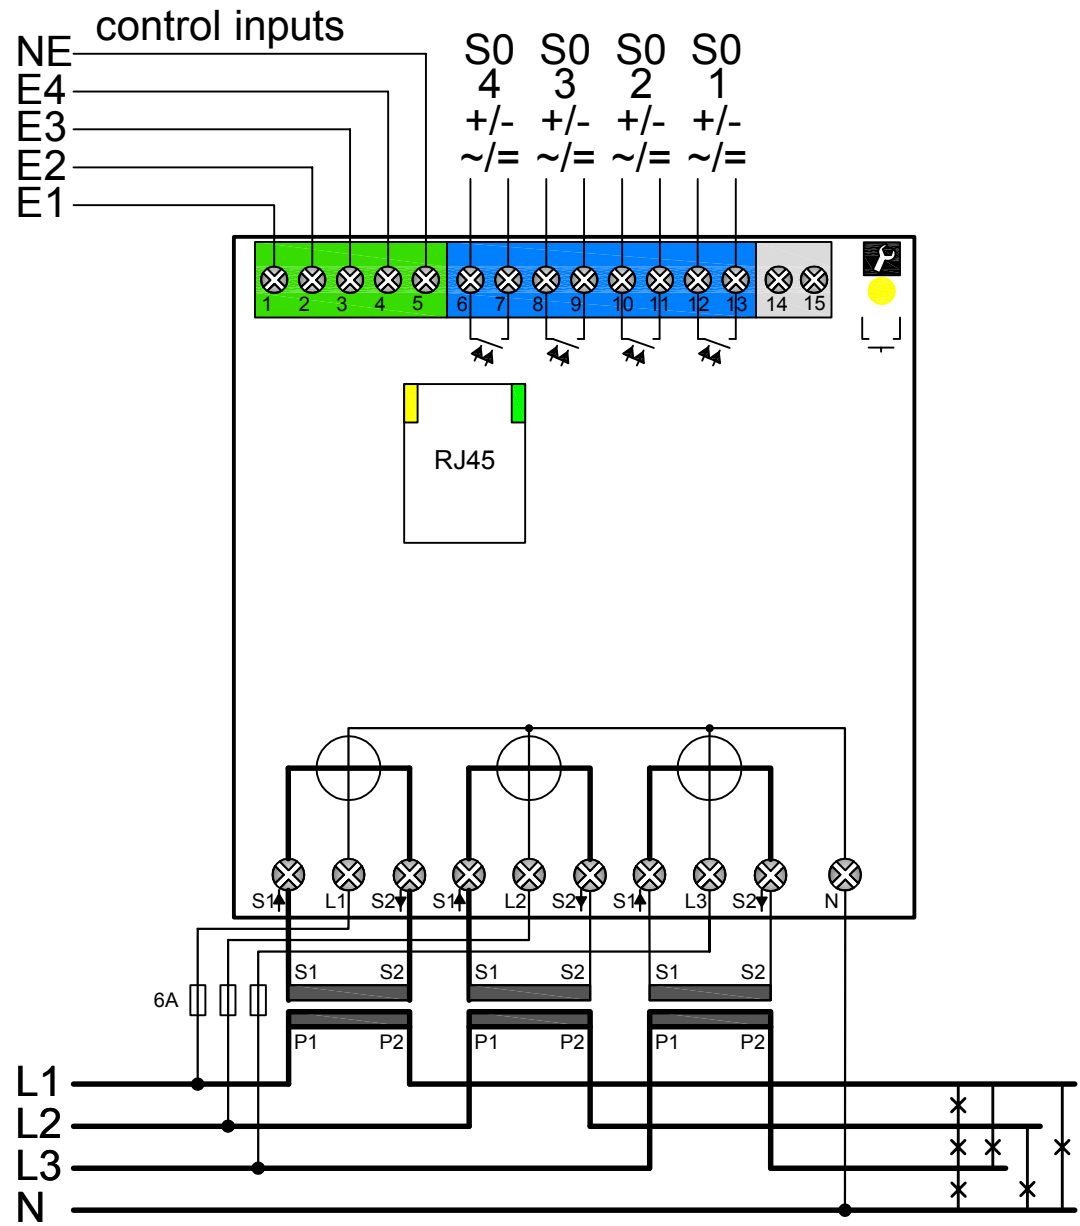 control inputs
NE
E4
E3
E2
E1
S0 S0 S0 S0
4 3 2 1
+/- +/- +/- +/-
~/= ~/= ~/= ~/=
1 2 3 4 5 6 7 8 9 10 11 12 13 14 15
RJ45
S1 L1 S2 S1 L2 S2 S1 L3 S2 N
S1 S2 S1 S2 S1 S2
6A
P1 P2 P1 P2 P1 P2
L1
L2
L3
N